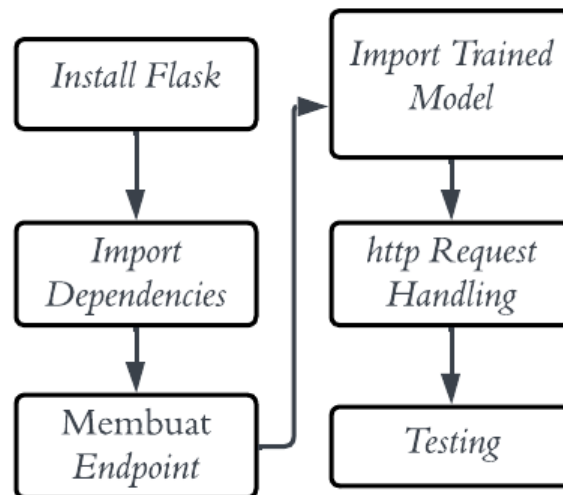 Install Flask
Import
Dependencies
Membuat
Endpoint
Import Trained
Model
http Request
Handling
Testing